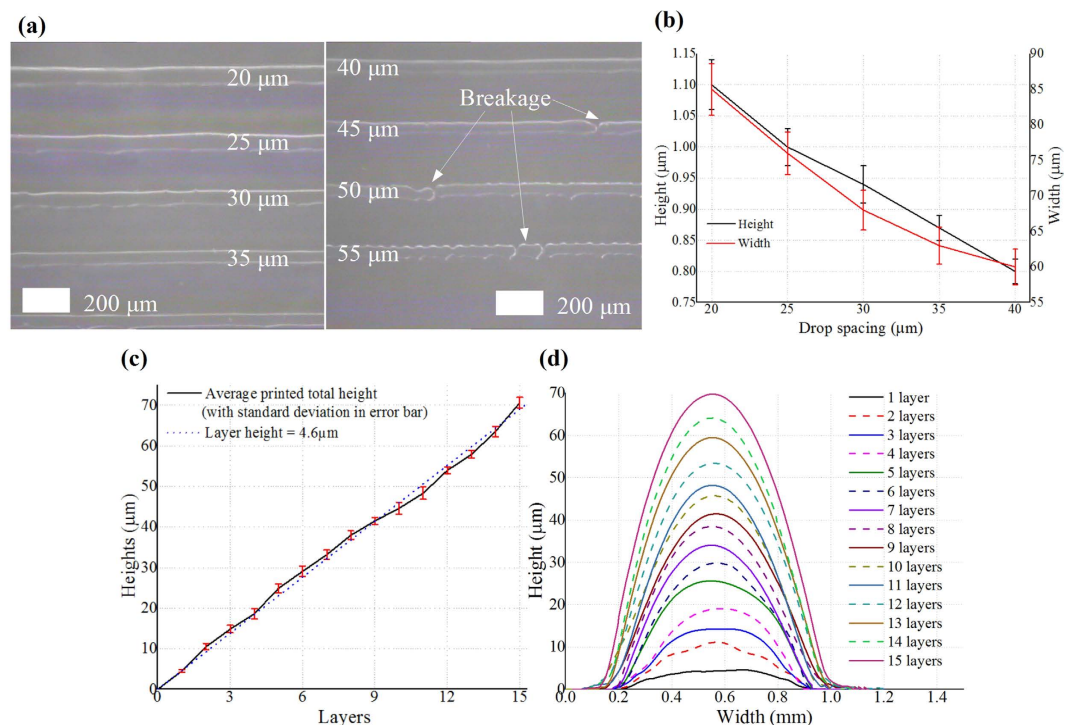 (a)
20 μm
25 μm
30 μm
35 μm
200 μm
40 μm
Breakage
45 μm
50 μm
55 μm
200 μm
(b)
1.15
1.10
1.05
1.00
0.95
0.90
0.85
0.80
0.75
Height (μm)
Height
Width
90
85
80
75
70
65
60
55
Width (μm)
20 25 30 35 40
Drop spacing (μm)
(c)
Average printed total height
(with standard deviation in error bar)
Layer height = 4.6μm
70
60
50
40
30
20
10
0
Heights (μm)
3 6 9 12 15
Layers
(d)
70
60
50
40
30
20
10
0
Height (μm)
0.0 0.2 0.4 0.6 0.8 1.0 1.2 1.4
Width (mm)
1 layer
2 layers
3 layers
4 layers
5 layers
6 layers
7 layers
8 layers
9 layers
10 layers
11 layers
12 layers
13 layers
14 layers
15 layers